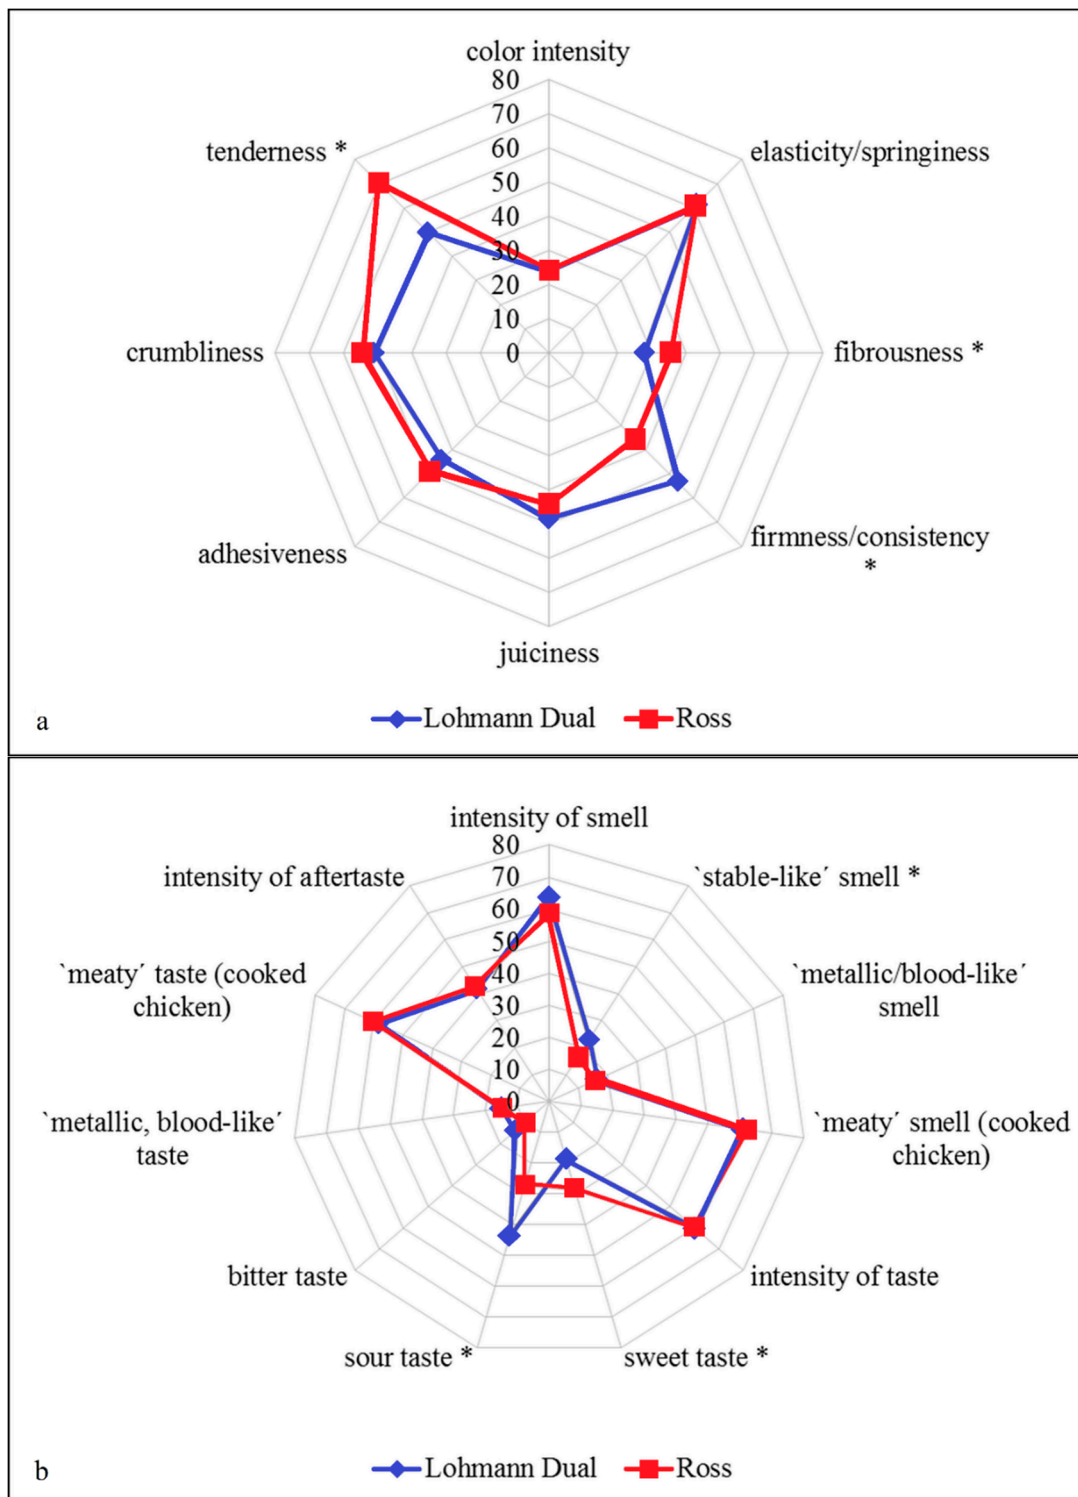 color intensity
80
70
60
50
40
30
20
10
0
tenderness *
elasticity/springiness
crumbliness
fibrousness *
adhesiveness
firmness/consistency
*
juiciness
a
Lohmann Dual
Ross
intensity of smell
80
70
60
50
40
30
20
10
0
intensity of aftertaste
`stable-like´ smell *
`meaty´ taste (cooked
chicken)
`metallic/blood-like´
smell
`metallic, blood-like´
taste
`meaty´ smell (cooked
chicken)
bitter taste
intensity of taste
sour taste *
sweet taste *
b
Lohmann Dual
Ross